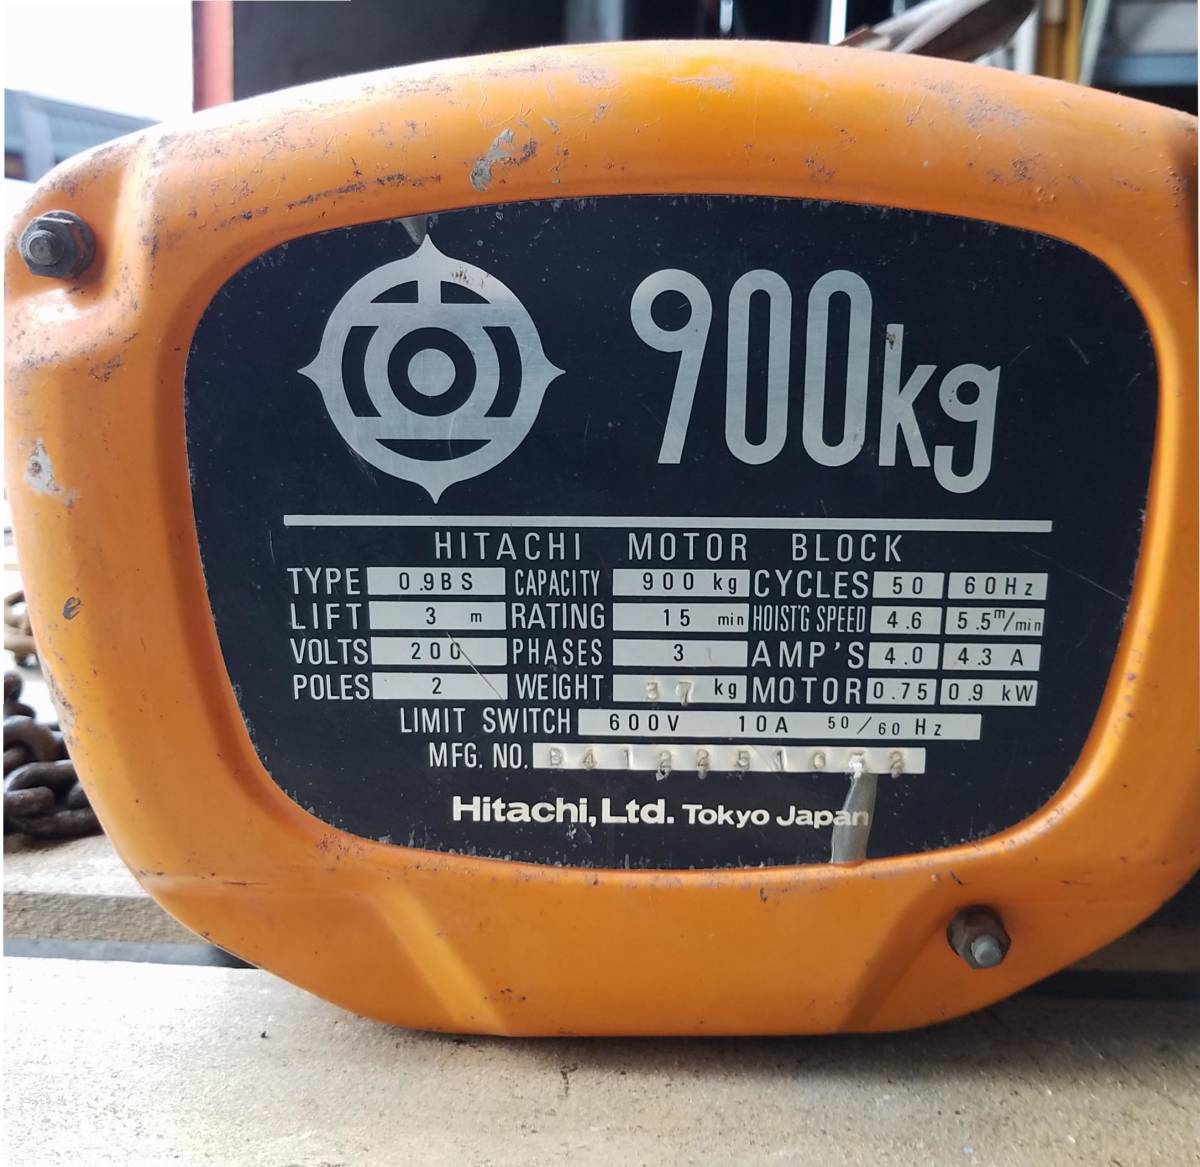 900kg
HITACHI MOTOR BLOCK
TYPE 0.9BS CAPACITY 900 kg CYCLES 50 60Hz
LIFT 3 m RATING 15 min HOIST'G SPEED 4.6 5.5m/min
VOLTS 200 PHASES 3 AMP'S 4.0 4.3 A
POLES 2 WEIGHT 37 kg MOTOR 0.75 0.9 kW
LIMIT SWITCH 600V 10A 50/60 Hz
MFG. NO. B412251052
Hitachi, Ltd. Tokyo Japan